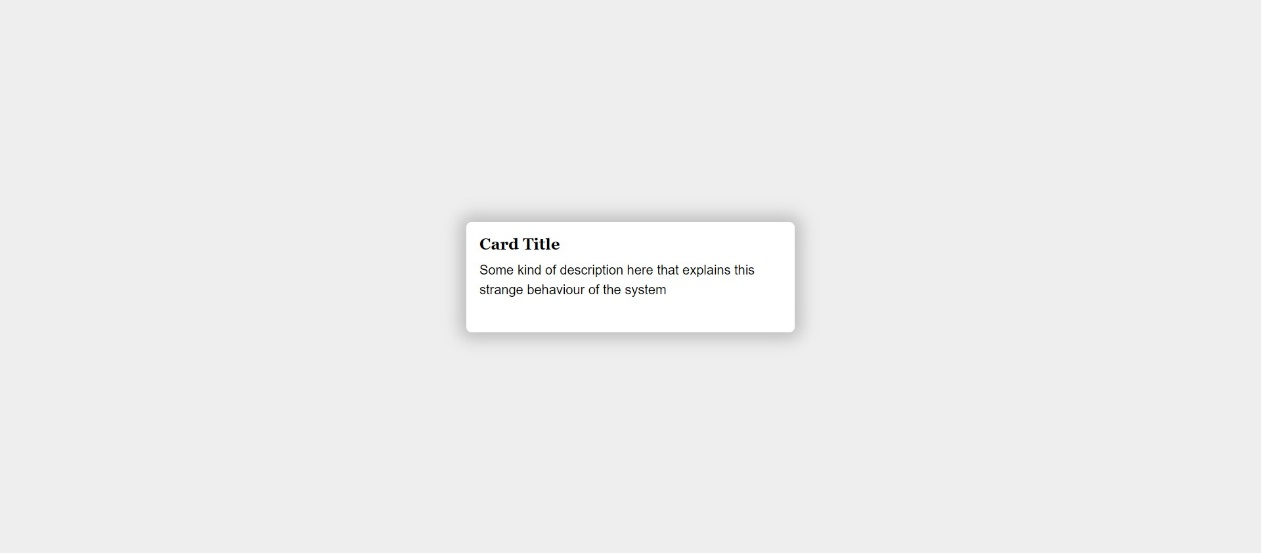 Card Title
Some kind of description here that explains this
strange behaviour of the system